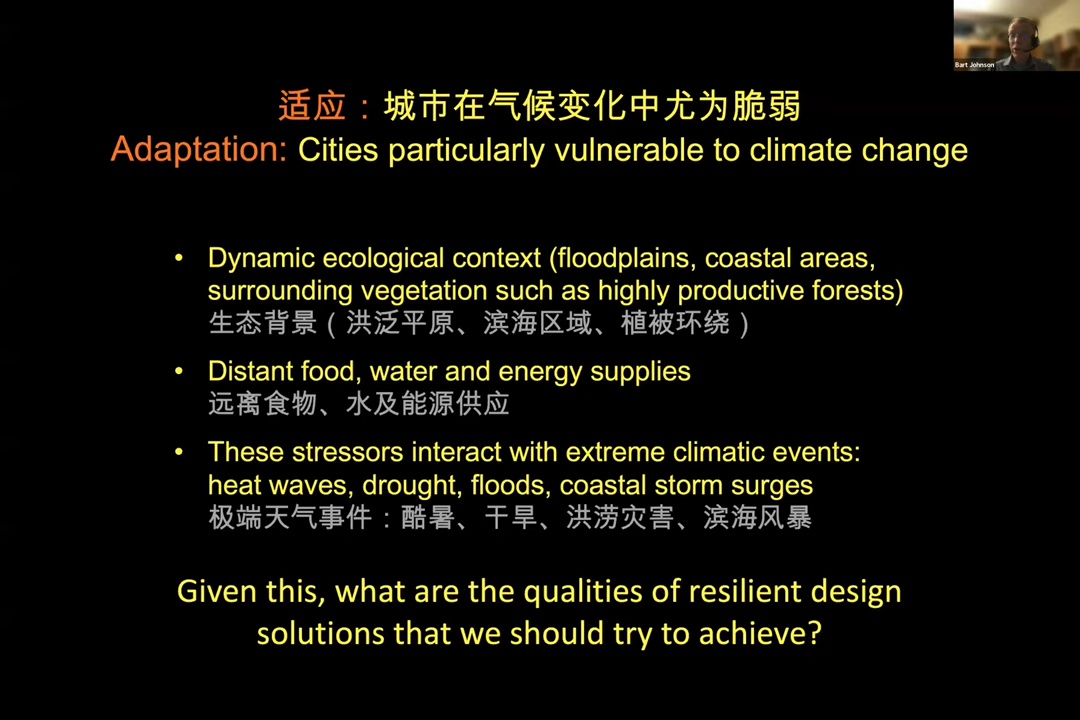 Bart Johnson
适应：城市在气候变化中尤为脆弱
Adaptation: Cities particularly vulnerable to climate change
• Dynamic ecological context (floodplains, coastal areas,
surrounding vegetation such as highly productive forests)
生态背景（洪泛平原、滨海区域、植被环绕）
• Distant food, water and energy supplies
远离食物、水及能源供应
• These stressors interact with extreme climatic events:
heat waves, drought, floods, coastal storm surges
极端天气事件：酷暑、干旱、洪涝灾害、滨海风暴
Given this, what are the qualities of resilient design
solutions that we should try to achieve?